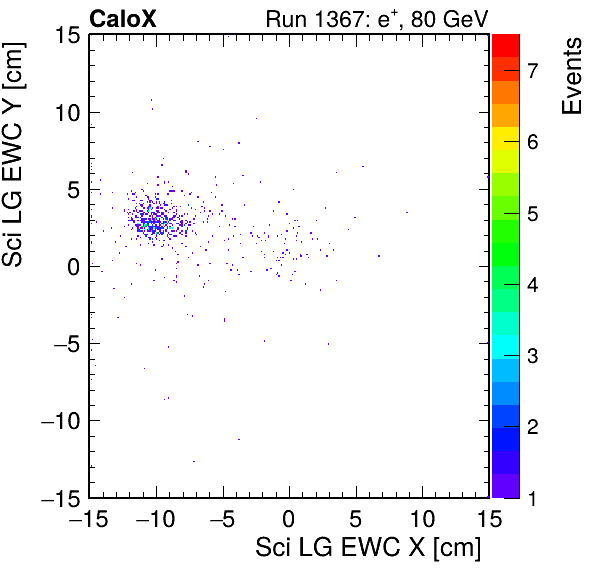 CaloX Run 1367: e⁺, 80 GeV
Sci LG EWC Y [cm]
15
10
5
0
−5
−10
−15
−15 −10 −5 0 5 10 15
Sci LG EWC X [cm]
Events
7
6
5
4
3
2
1